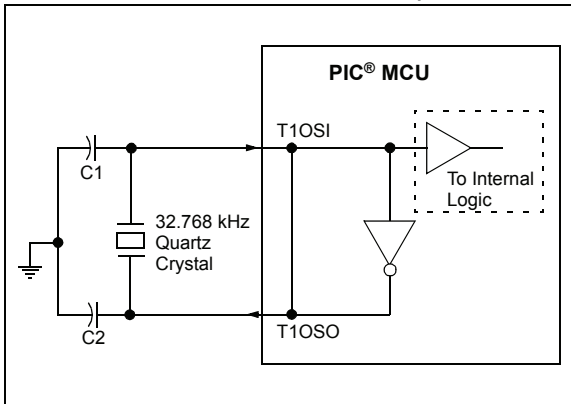 PIC® MCU
T1OSI
C1
To Internal
Logic
32.768 kHz
Quartz
Crystal
C2
T1OSO